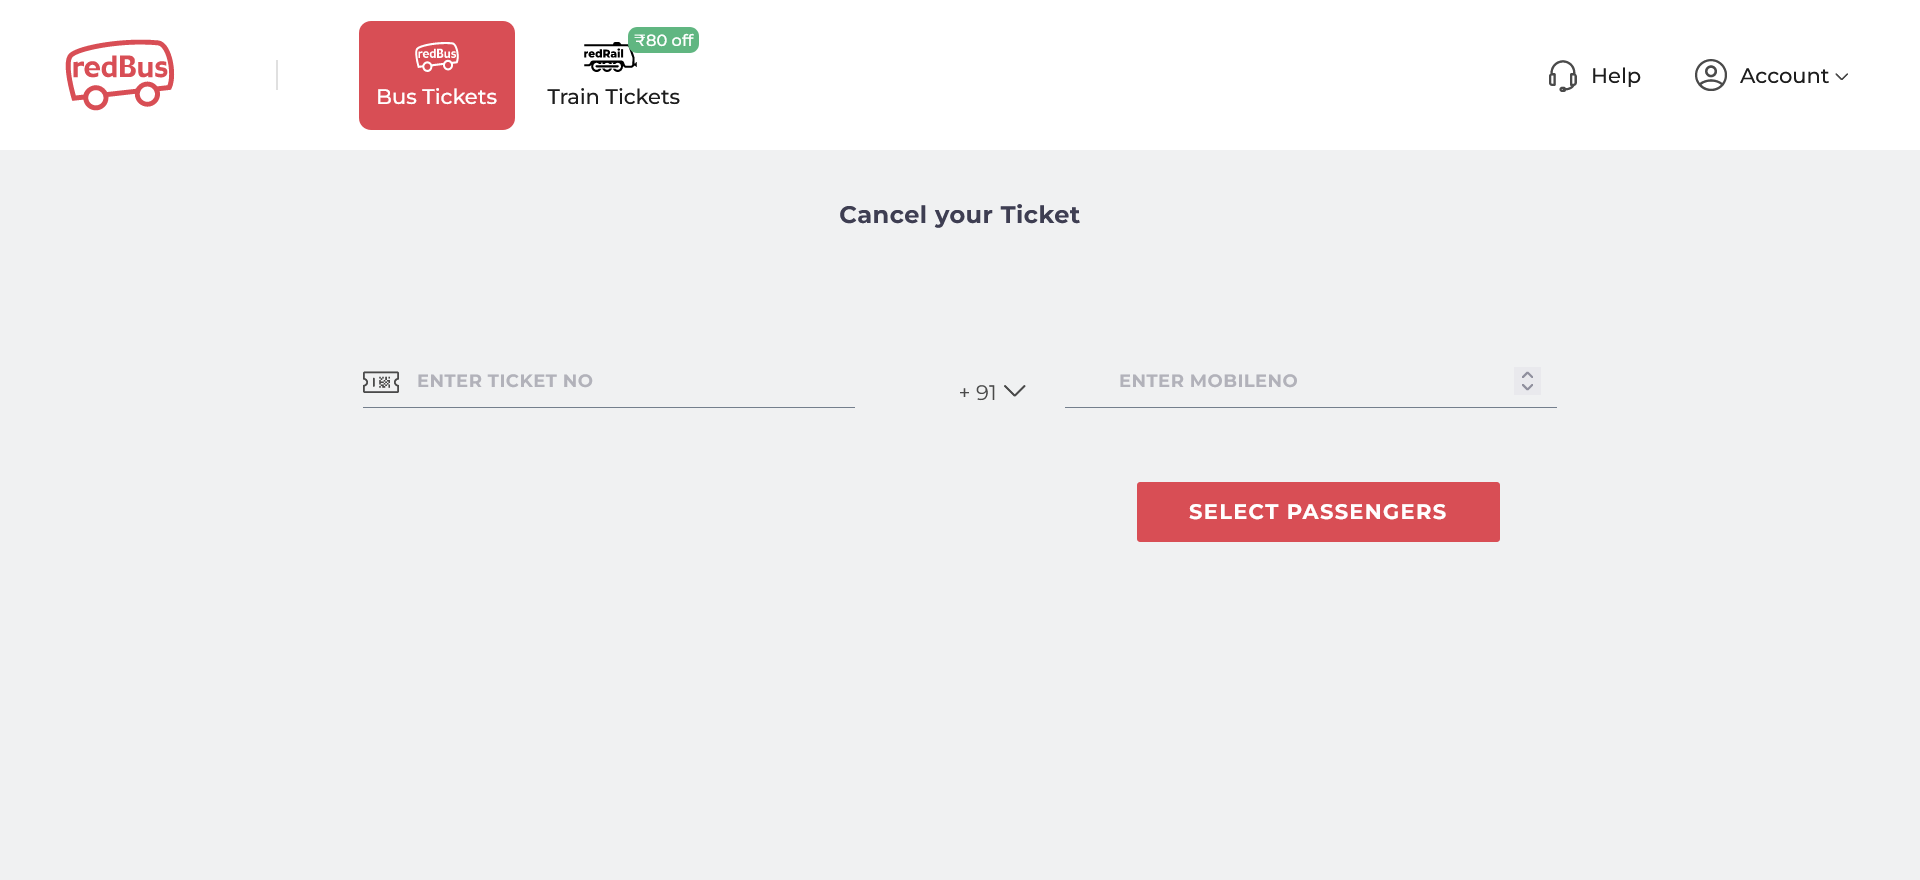 redBus
redBus
Bus Tickets
redRail
₹80 off
Train Tickets
Help
Account
Cancel your Ticket
ENTER TICKET NO
+ 91
ENTER MOBILENO
SELECT PASSENGERS